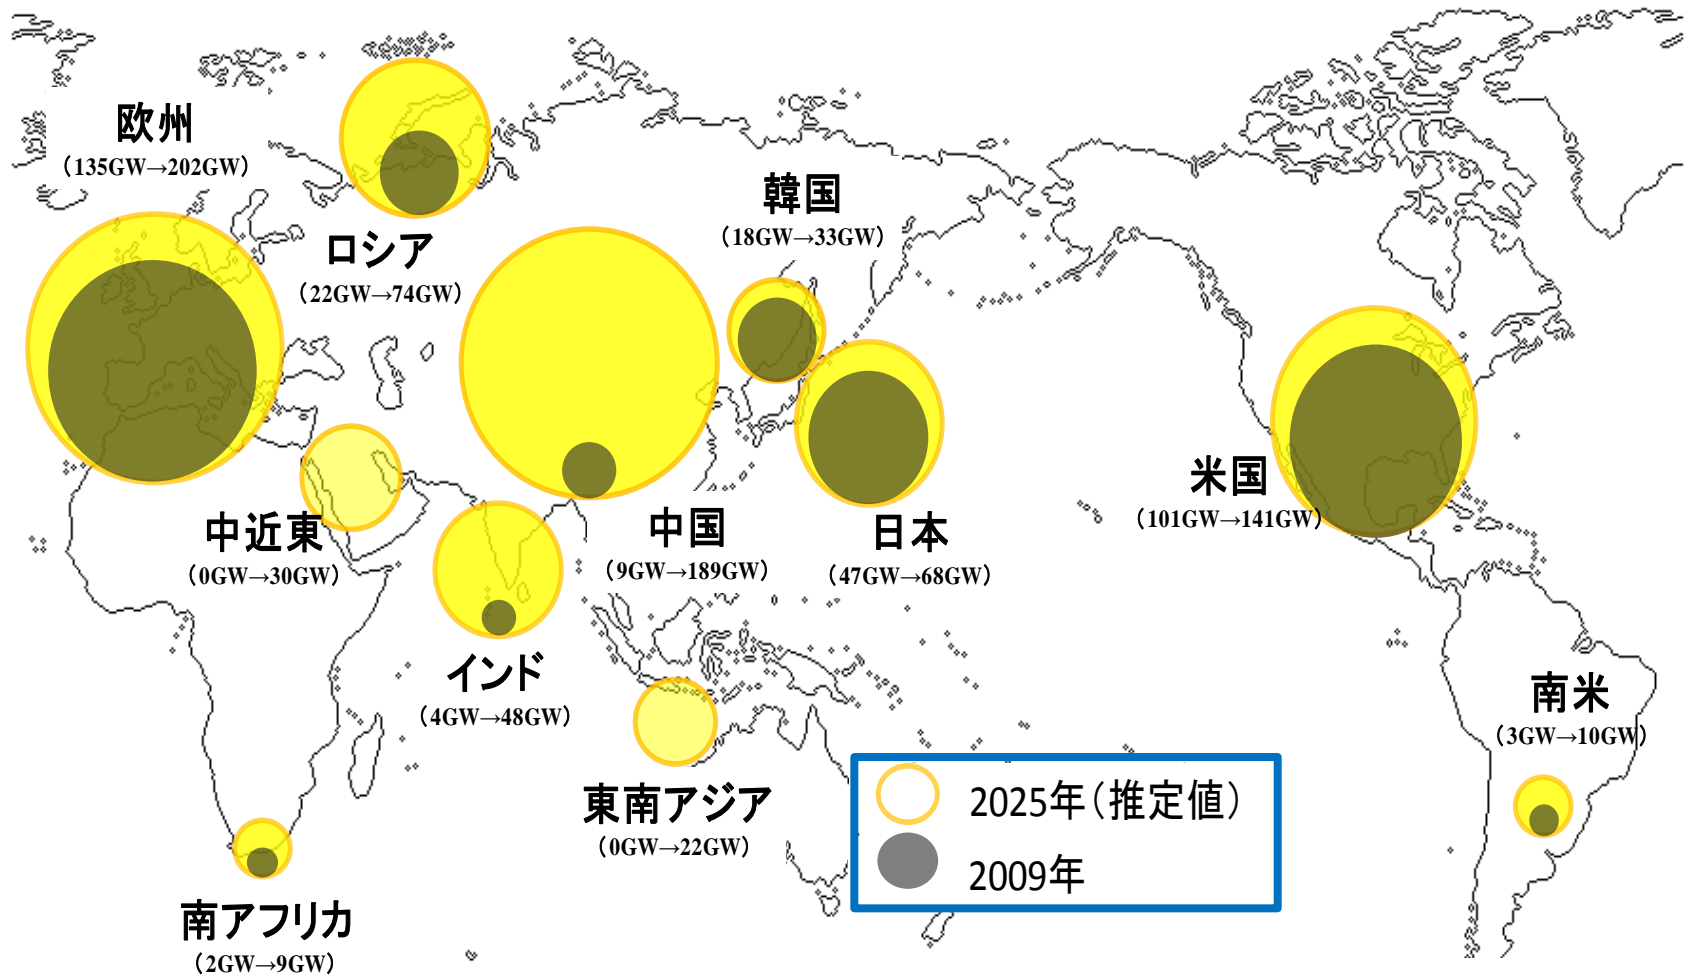 欧州
（135GW→202GW）
ロシア
（22GW→74GW）
韓国
（18GW→33GW）
中近東
（0GW→30GW）
中国
（9GW→189GW）
日本
（47GW→68GW）
米国
（101GW→141GW）
インド
（4GW→48GW）
東南アジア
（0GW→22GW）
南米
（3GW→10GW）
南アフリカ
（2GW→9GW）
2025年（推定値）
2009年